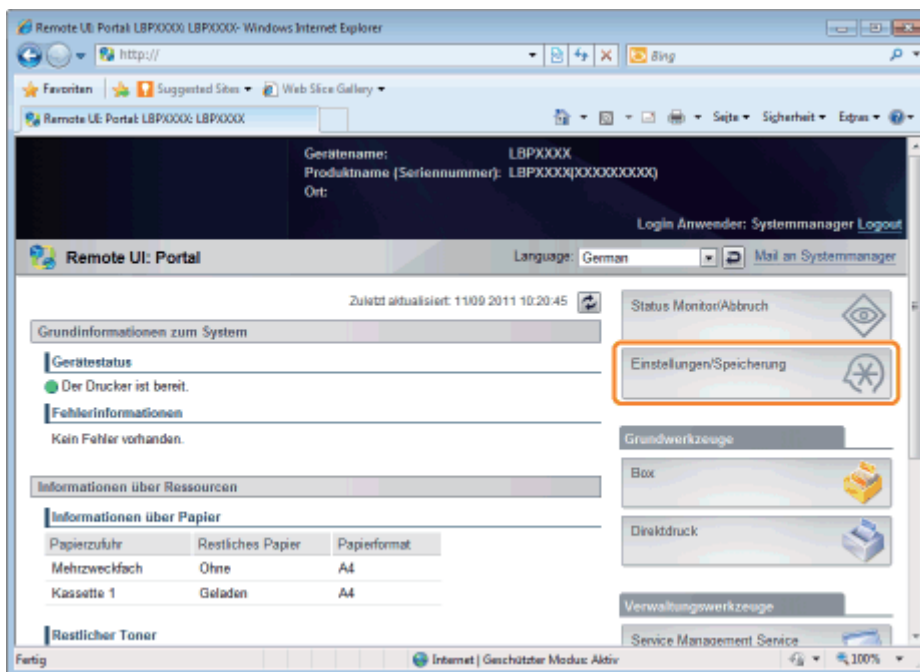 Remote UI: Portal: LBPXXXX: LBPXXXX- Windows Internet Explorer
http://
Bing
Favoriten
Suggested Sites
Web Slice Gallery
Remote UI: Portal: LBPXXXX: LBPXXXX
Seite
Sicherheit
Extras
Gerätename: LBPXXXX
Produktname (Seriennummer): LBPXXXX(XXXXXXXXX)
Ort:
Login Anwender: Systemmanager Logout
Remote UI: Portal
Language: German
Mail an Systemmanager
Zuletzt aktualisiert: 11/09 2011 10:20:45
Grundinformationen zum System
Gerätestatus
Der Drucker ist bereit.
Fehlerinformationen
Kein Fehler vorhanden.
Informationen über Ressourcen
Informationen über Papier
Papierzufuhr Restliches Papier Papierformat
Mehrzweckfach Ohne A4
Kassette 1 Geladen A4
Restlicher Toner
Status Monitor/Abbruch
Einstellungen/Speicherung
Grundwerkzeuge
Box
Direktdruck
Verwaltungswerkzeuge
Service Management Service
Fertig
Internet | Geschützter Modus: Aktiv
100%